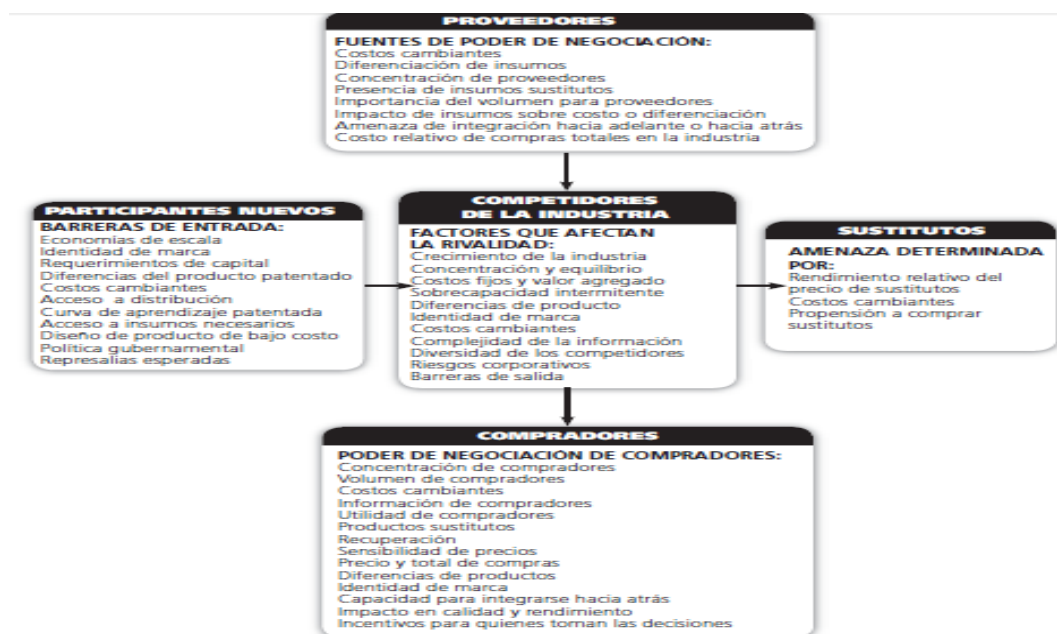 PROVEEDORES
FUENTES DE PODER DE NEGOCIACIÓN:
Costos cambiantes
Diferenciación de insumos
Concentración de proveedores
Presencia de insumos sustitutos
Importancia del volumen para proveedores
Impacto de insumos sobre costo o diferenciación
Amenaza de integración hacia adelante o hacia atrás
Costo relativo de compras totales en la industria
PARTICIPANTES NUEVOS
BARRERAS DE ENTRADA:
Economías de escala
Identidad de marca
Requerimientos de capital
Diferencias del producto patentado
Costos cambiantes
Acceso a distribución
Curva de aprendizaje patentada
Acceso a insumos necesarios
Diseño de producto de bajo costo
Política gubernamental
Represalias esperadas
COMPETIDORES
DE LA INDUSTRIA
FACTORES QUE AFECTAN
LA RIVALIDAD:
Crecimiento de la industria
Concentración y equilibrio
Costos fijos y valor agregado
Sobrecapacidad intermitente
Diferencias de producto
Identidad de marca
Costos cambiantes
Complejidad de la información
Diversidad de los competidores
Riesgos corporativos
Barreras de salida
SUSTITUTOS
AMENAZA DETERMINADA
POR:
Rendimiento relativo del
precio de sustitutos
Costos cambiantes
Propensión a comprar
sustitutos
COMPRADORES
PODER DE NEGOCIACIÓN DE COMPRADORES:
Concentración de compradores
Volumen de compradores
Costos cambiantes
Información de compradores
Utilidad de compradores
Productos sustitutos
Recuperación
Sensibilidad de precios
Precio y total de compras
Diferencias de productos
Identidad de marca
Capacidad para integrarse hacia atrás
Impacto en calidad y rendimiento
Incentivos para quienes toman las decisiones